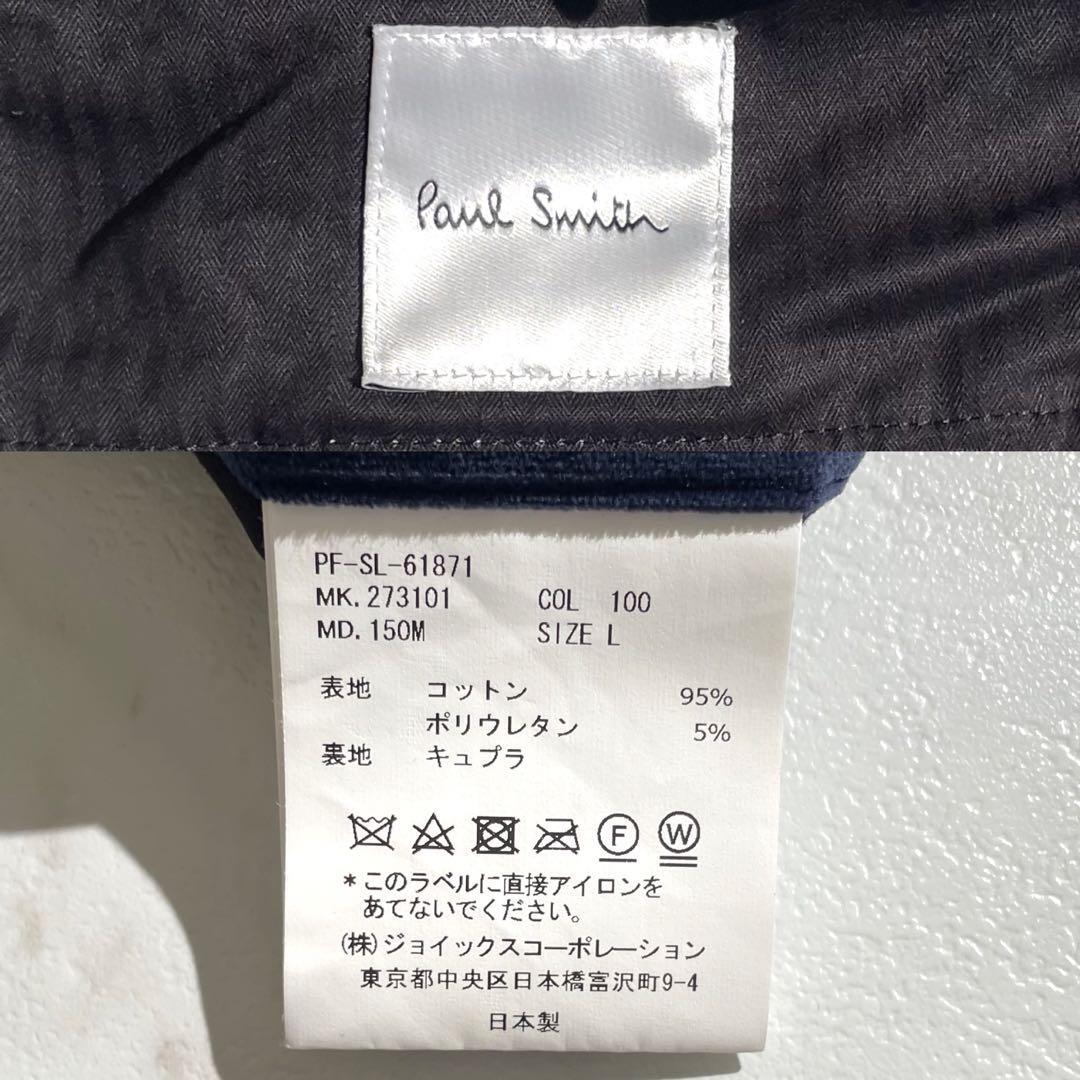 Paul Smith
PF-SL-61871
MK. 273101 COL 100
MD. 150M SIZE L
表地 コットン 95%
ポリウレタン 5%
裏地 キュプラ
F W
*このラベルに直接アイロンを
あてないでください。
(株)ジョイックスコーポレーション
東京都中央区日本橋富沢町9-4
日本製